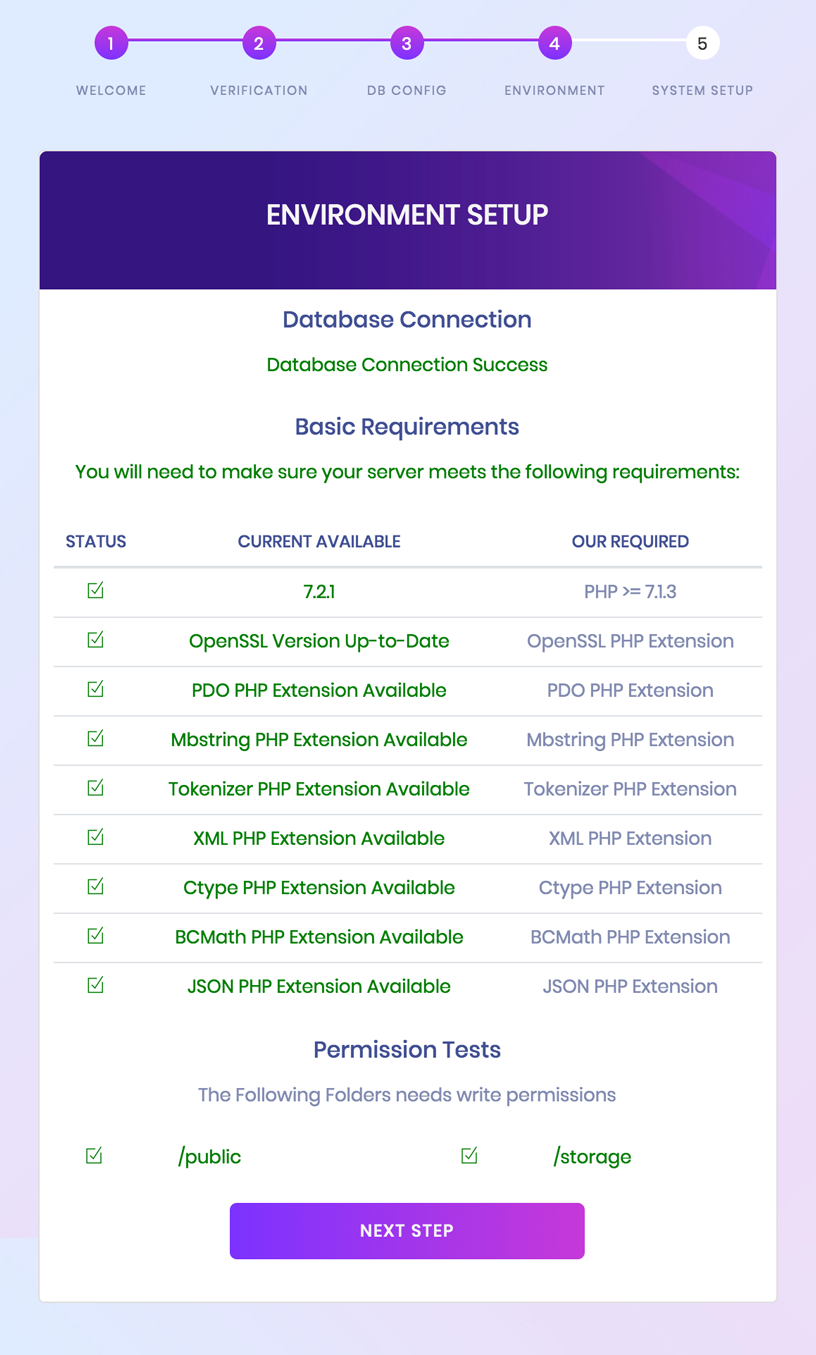 1 2 3 4 5
WELCOME VERIFICATION DB CONFIG ENVIRONMENT SYSTEM SETUP
ENVIRONMENT SETUP
Database Connection
Database Connection Success
Basic Requirements
You will need to make sure your server meets the following requirements:
STATUS CURRENT AVAILABLE OUR REQUIRED
7.2.1 PHP >= 7.1.3
OpenSSL Version Up-to-Date OpenSSL PHP Extension
PDO PHP Extension Available PDO PHP Extension
Mbstring PHP Extension Available Mbstring PHP Extension
Tokenizer PHP Extension Available Tokenizer PHP Extension
XML PHP Extension Available XML PHP Extension
Ctype PHP Extension Available Ctype PHP Extension
BCMath PHP Extension Available BCMath PHP Extension
JSON PHP Extension Available JSON PHP Extension
Permission Tests
The Following Folders needs write permissions
/public /storage
NEXT STEP